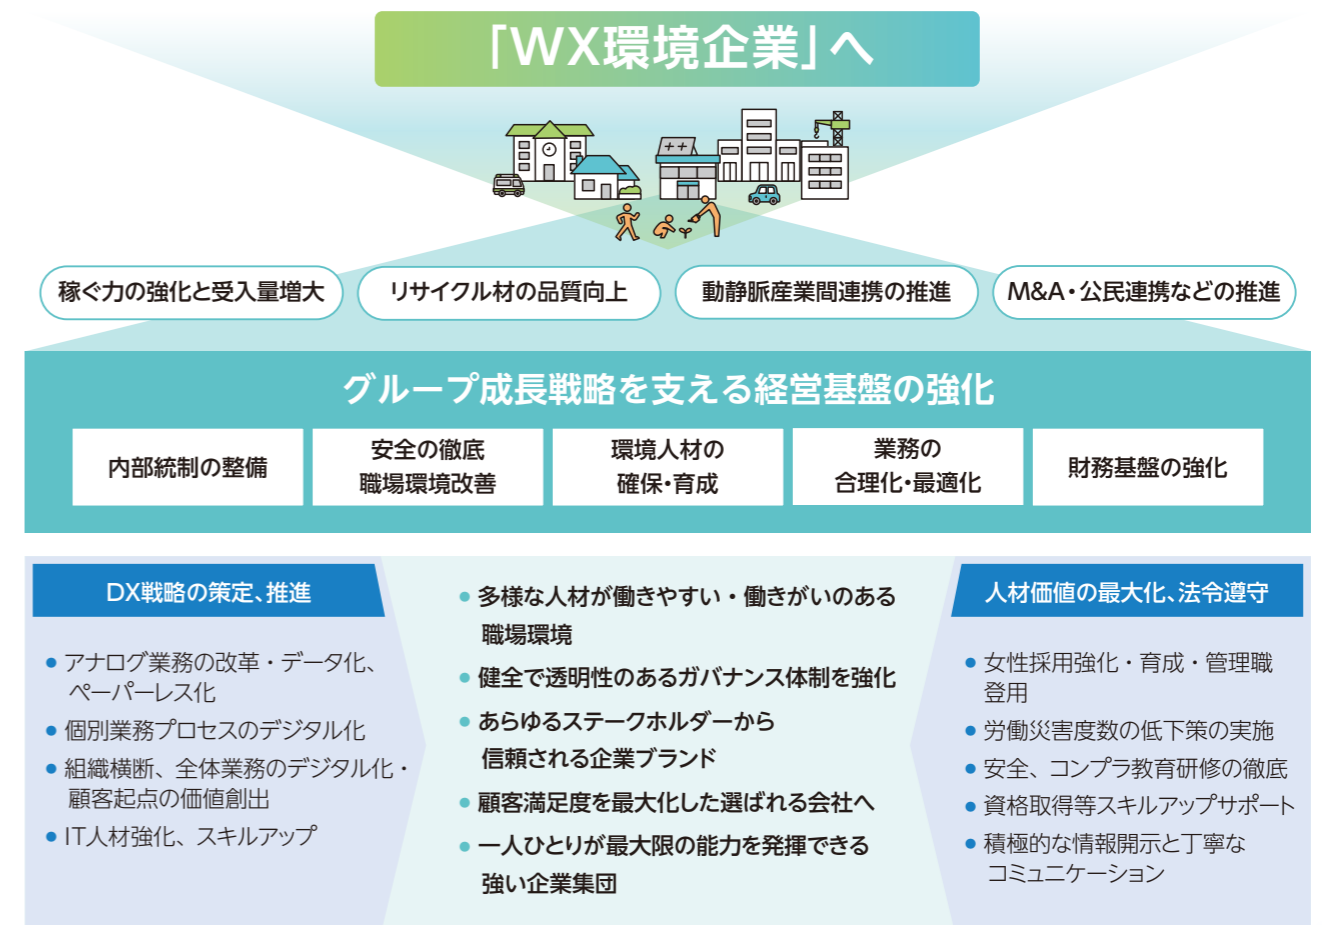 「WX環境企業」へ
稼ぐ力の強化と受入量増大
リサイクル材の品質向上
動静脈産業間連携の推進
M&A・公民連携などの推進
グループ成長戦略を支える経営基盤の強化
内部統制の整備
安全の徹底
職場環境改善
環境人材の
確保・育成
業務の
合理化・最適化
財務基盤の強化
DX戦略の策定、推進
● アナログ業務の改革・データ化、
ペーパーレス化
● 個別業務プロセスのデジタル化
● 組織横断、全体業務のデジタル化・
顧客起点の価値創出
● IT人材強化、スキルアップ
● 多様な人材が働きやすい・働きがいのある
職場環境
● 健全で透明性のあるガバナンス体制を強化
● あらゆるステークホルダーから
信頼される企業ブランド
● 顧客満足度を最大化した選ばれる会社へ
● 一人ひとりが最大限の能力を発揮できる
強い企業集団
人材価値の最大化、法令遵守
● 女性採用強化・育成・管理職
登用
● 労働災害度数の低下策の実施
● 安全、コンプラ教育研修の徹底
● 資格取得等スキルアップサポート
● 積極的な情報開示と丁寧な
コミュニケーション